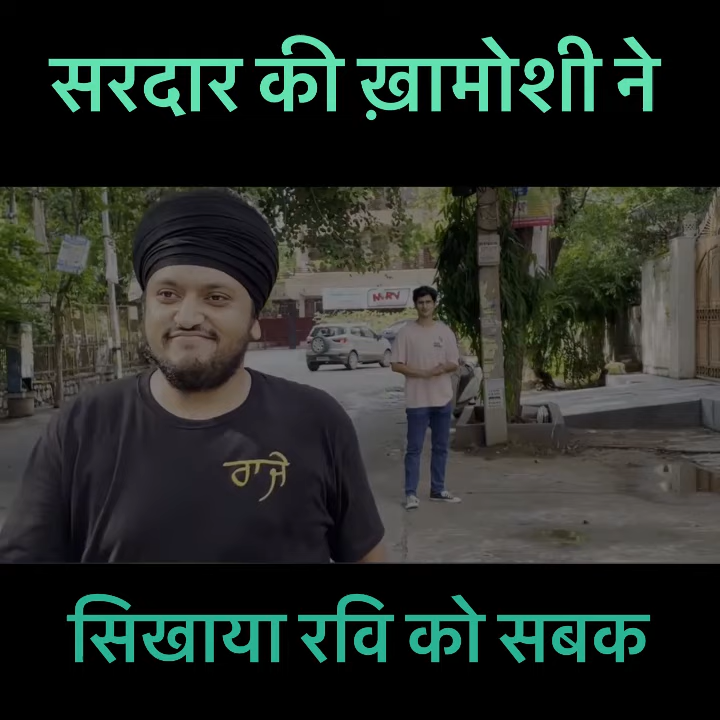 सरदार की ख़ामोशी ने
ਰਾਜੇ
सिखाया रवि को सबक